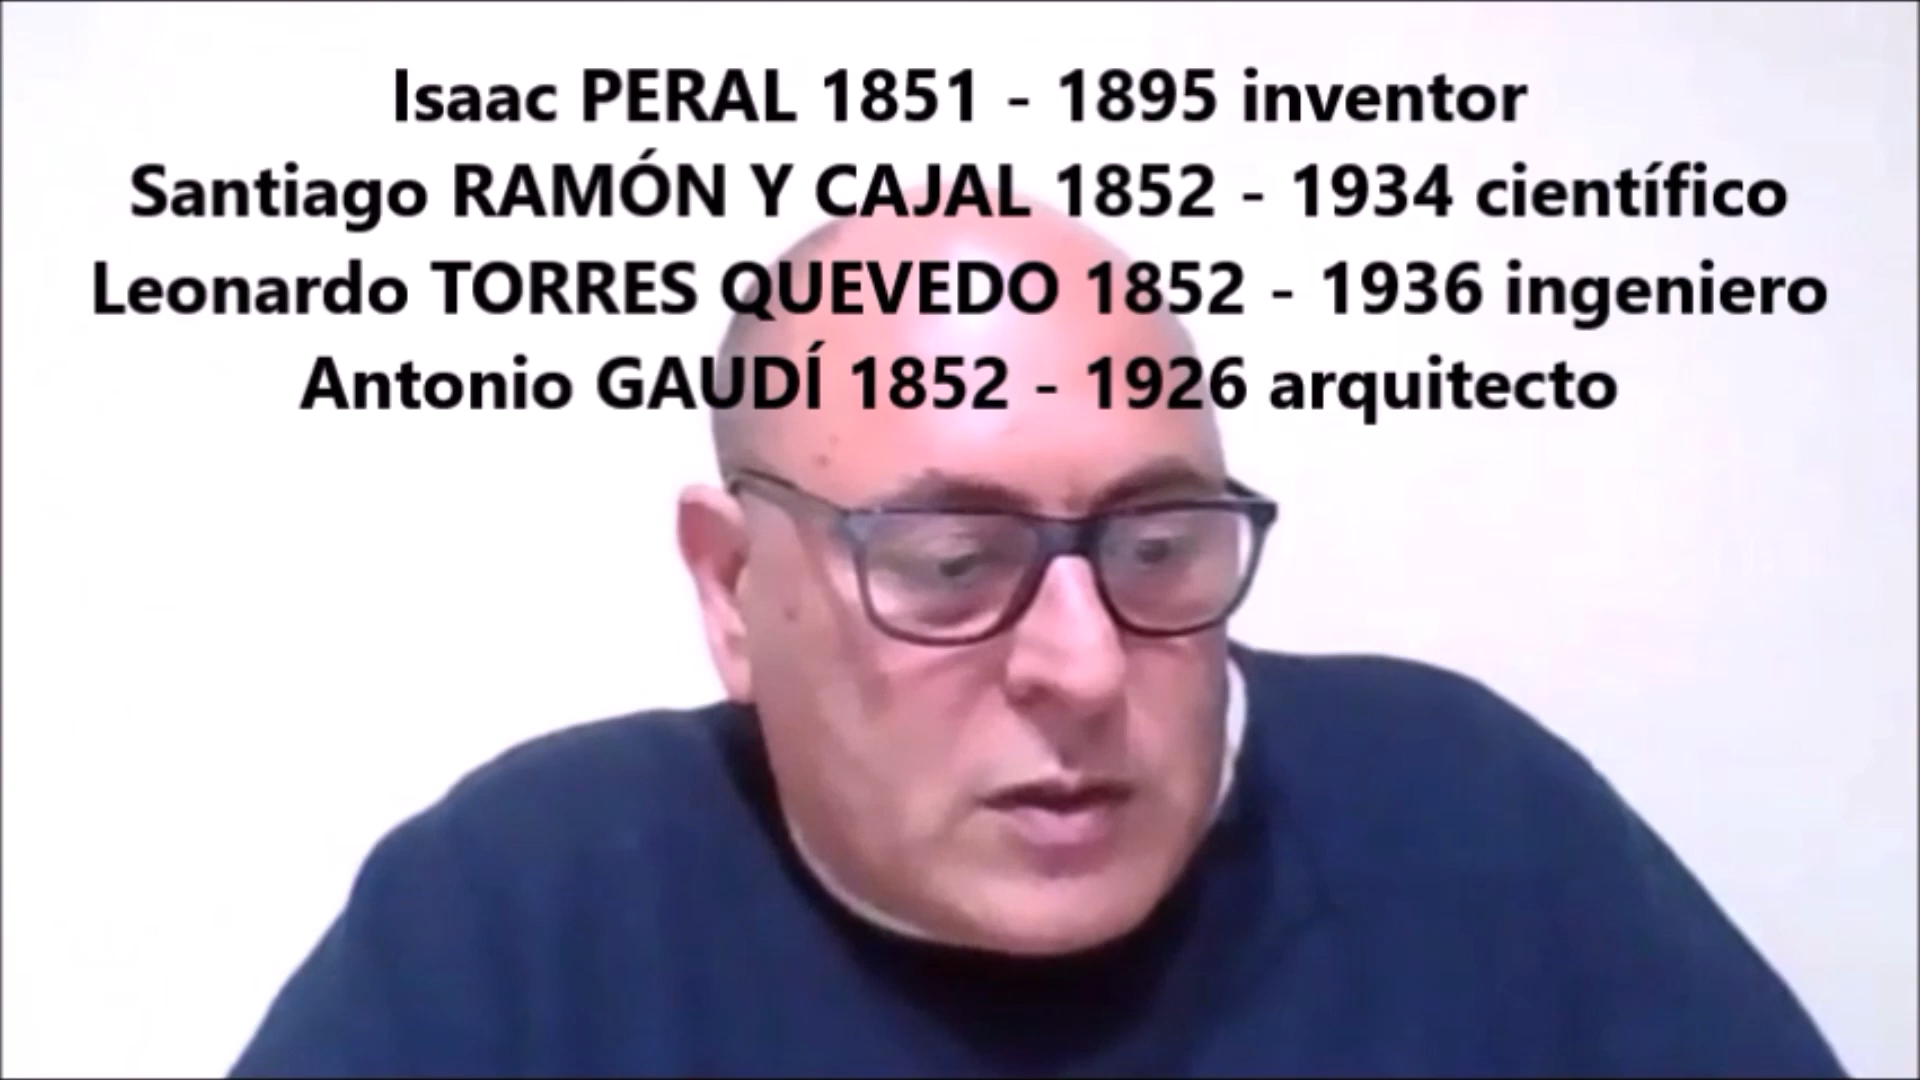 Isaac PERAL 1851 - 1895 inventor
Santiago RAMÓN Y CAJAL 1852 - 1934 científico
Leonardo TORRES QUEVEDO 1852 - 1936 ingeniero
Antonio GAUDÍ 1852 - 1926 arquitecto